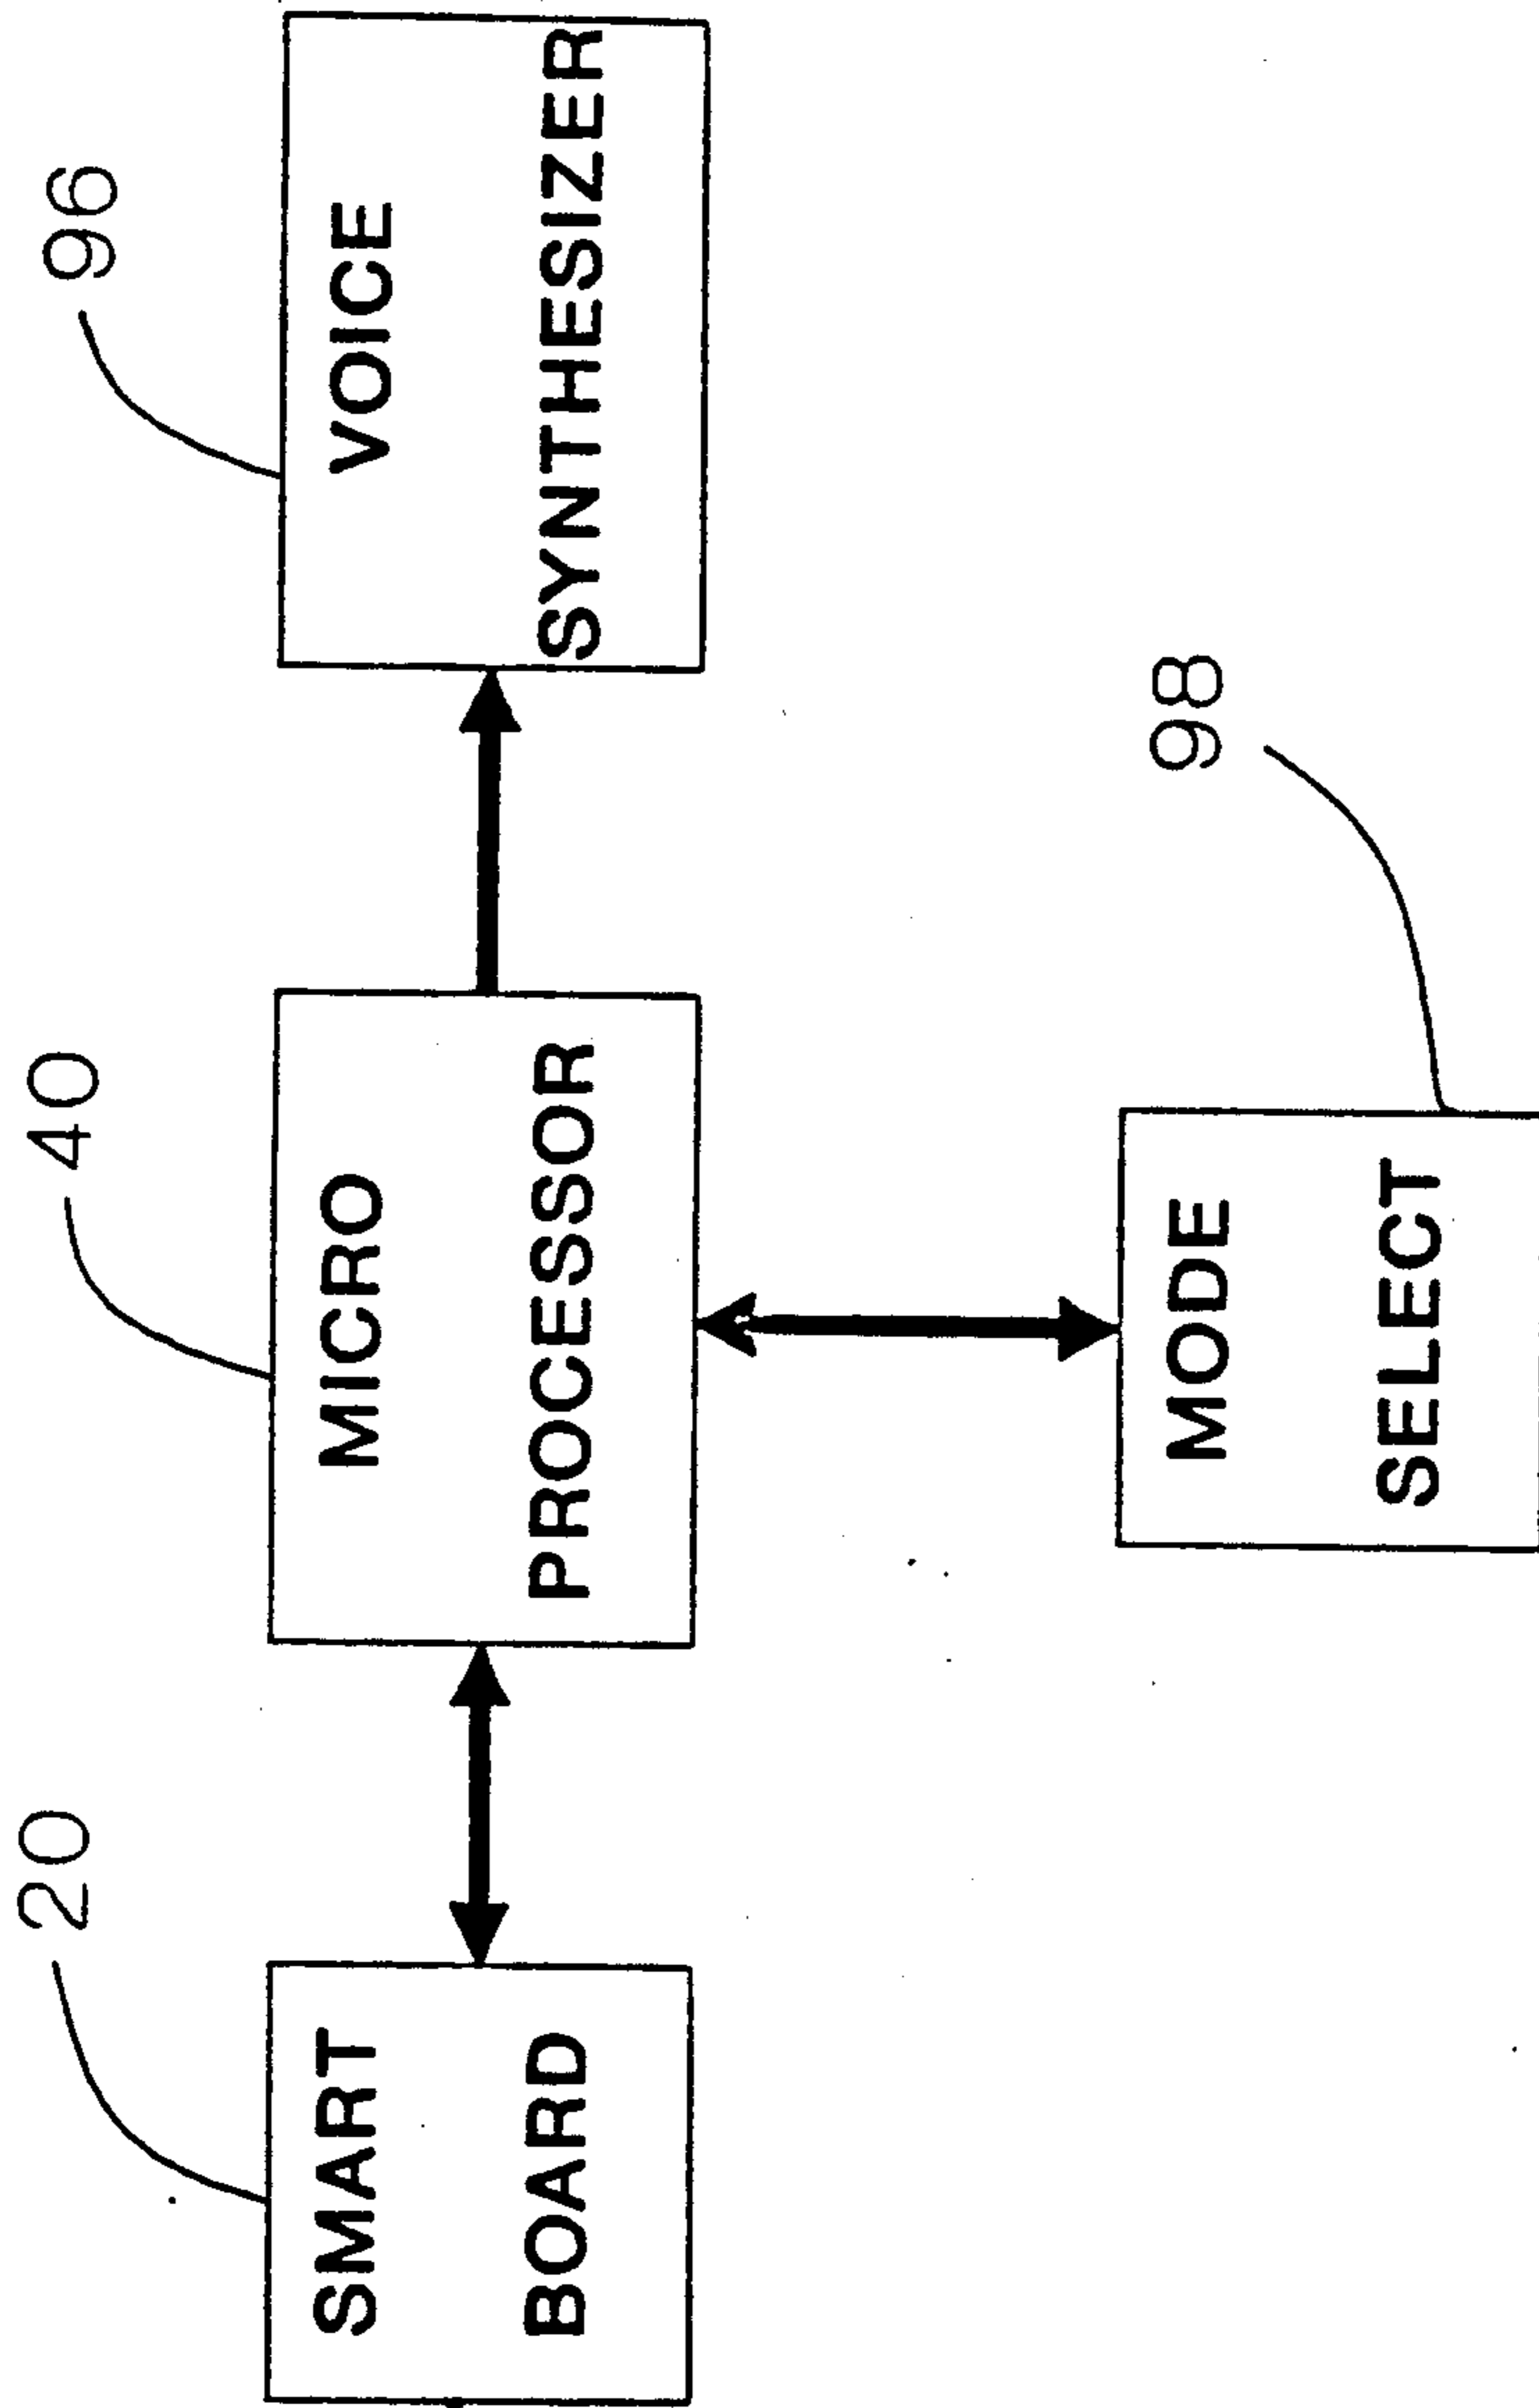 20
40
96
SMART
BOARD
MICRO
PROCESSOR
VOICE
SYNTHESIZER
98
MODE
SELECT